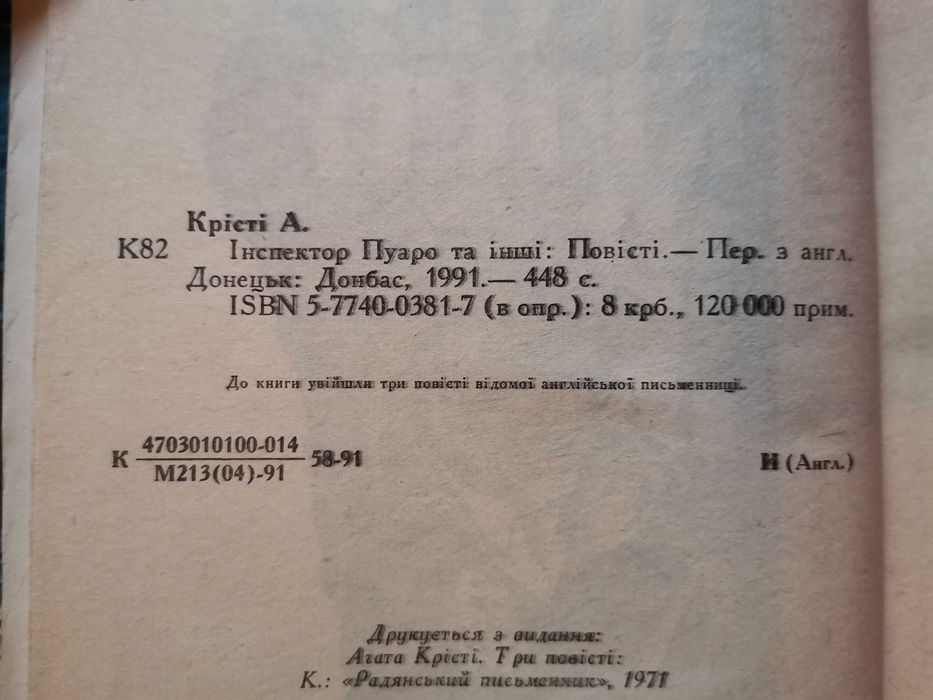 Крісті А.
К82 Інспектор Пуаро та інші: Повісті.— Пер. з англ.
Донецьк: Донбас, 1991.— 448 с.
ISBN 5-7740-0381-7 (в опр.): 8 крб., 120 000 прим.
До книги увійшли три повісті відомої англійської письменниці.
К 4703010100-014 58-91
М213(04)-91
И (Англ.)
Друкується з видання:
Агата Крісті. Три повісті:
К.: «Радянський письменник», 1971